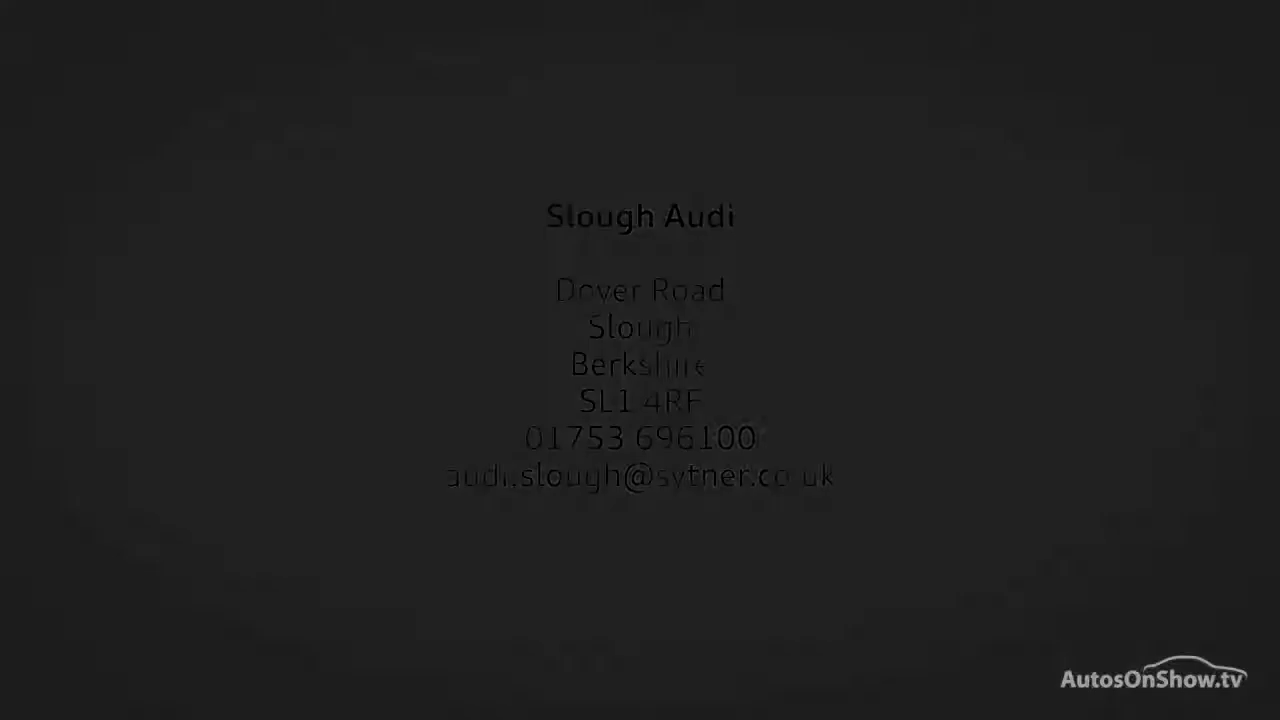 Slough Audi
Dover Road
Slough
Berkshire
SL1 4RF
01753 696100
audi.slough@sytner.co.uk
AutosOnShow.tv